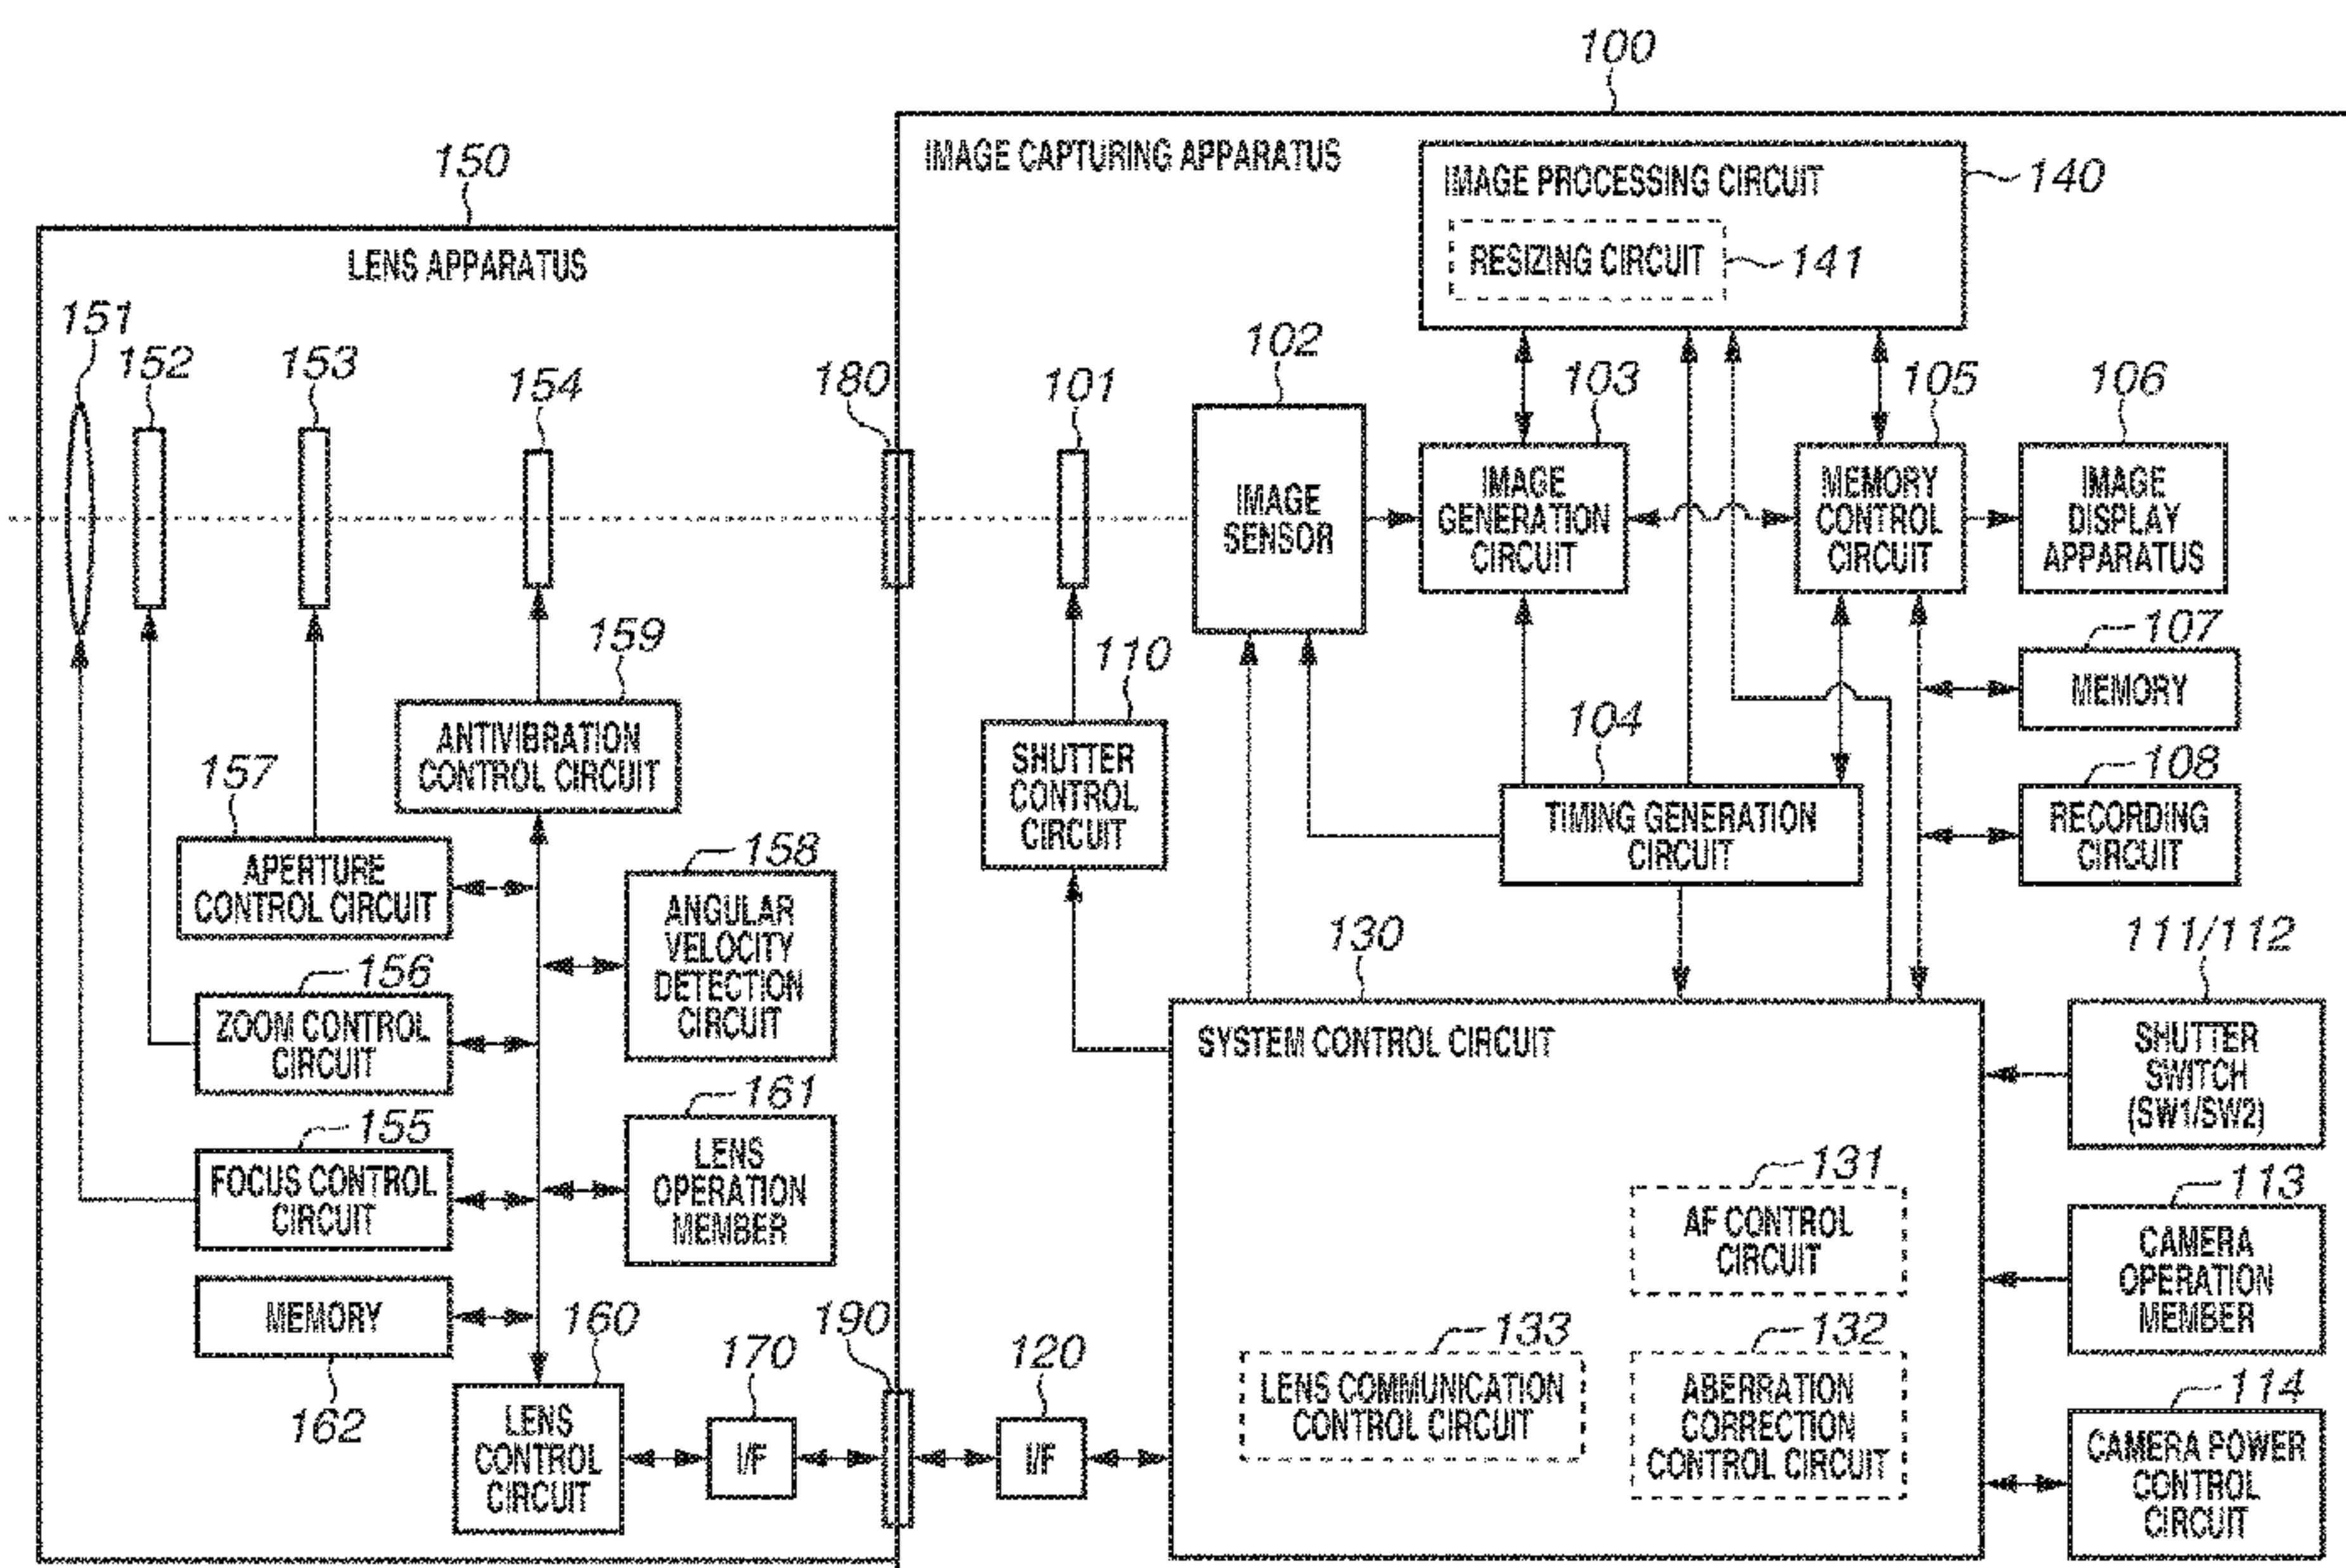 100
IMAGE CAPTURING APPARATUS
150
LENS APPARATUS
IMAGE PROCESSING CIRCUIT
140
RESIZING CIRCUIT
141
151
152
153
154
180
101
102
103
105
106
IMAGE
SENSOR
IMAGE
GENERATION
CIRCUIT
MEMORY
CONTROL
CIRCUIT
IMAGE
DISPLAY
APPARATUS
159
ANTIVIBRATION
CONTROL CIRCUIT
110
SHUTTER
CONTROL
CIRCUIT
104
TIMING GENERATION
CIRCUIT
107
MEMORY
108
RECORDING
CIRCUIT
157
APERTURE
CONTROL CIRCUIT
158
ANGULAR
VELOCITY
DETECTION
CIRCUIT
156
ZOOM CONTROL
CIRCUIT
161
LENS
OPERATION
MEMBER
155
FOCUS CONTROL
CIRCUIT
MEMORY
162
160
LENS
CONTROL
CIRCUIT
170
I/F
190
120
I/F
130
SYSTEM CONTROL CIRCUIT
131
AF CONTROL
CIRCUIT
133
LENS COMMUNICATION
CONTROL CIRCUIT
132
ABERRATION
CORRECTION
CONTROL CIRCUIT
111/112
SHUTTER
SWITCH
(SW1/SW2)
113
CAMERA
OPERATION
MEMBER
114
CAMERA POWER
CONTROL
CIRCUIT